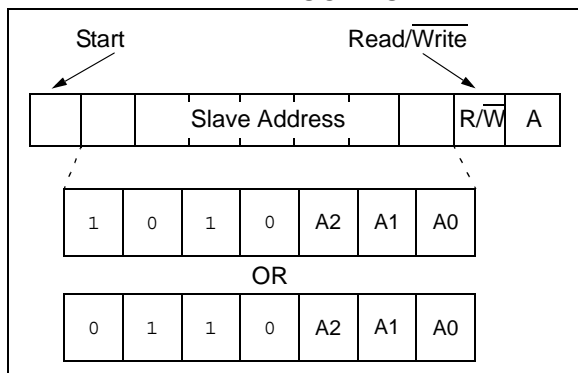 Start Read/Write
Slave Address R/W A
1 0 1 0 A2 A1 A0
OR
0 1 1 0 A2 A1 A0